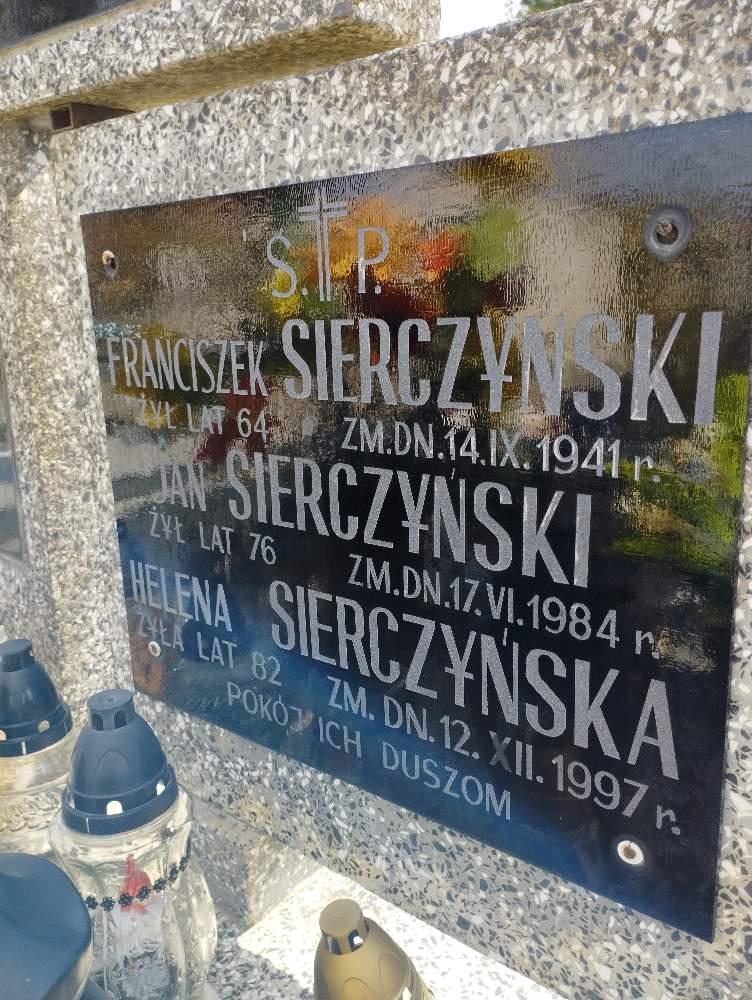 S. P.
FRANCISZEK SIERCZYŃSKI
ŻYŁ LAT 64 ZM.DN.14.IX.1941 r.
JAN SIERCZYŃSKI
ŻYŁ LAT 76 ZM.DN.17.VI.1984 r.
HELENA SIERCZYŃSKA
ŻYŁA LAT 82 ZM. DN.12.XII.1997 r.
POKÓJ ICH DUSZOM